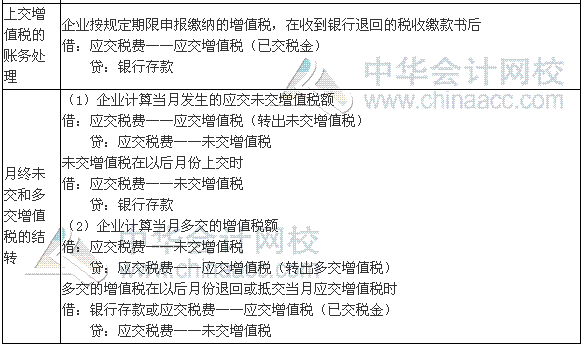 上交增
值税的
账务处
理
企业按规定期限申报缴纳的增值税，在收到银行退回的税收缴款书后
借：应交税费——应交增值税（已交税金）
贷：银行存款
月终未
交和多
交增值
税的结
转
（1）企业计算当月发生的应交未交增值税额
借：应交税费——应交增值税（转出未交增值税）
贷：应交税费——未交增值税
未交增值税在以后月份上交时
借：应交税费——未交增值税
贷：银行存款
（2）企业计算当月多交的增值税额
借：应交税费——未交增值税
贷：应交税费——应交增值税（转出多交增值税）
多交的增值税在以后月份退回或抵交当月应交增值税时
借：银行存款或应交税费——应交增值税（已交税金）
贷：应交税费——未交增值税
中华会计网校
www.chinaacc.com
中华会计网校
www.chinaacc.com